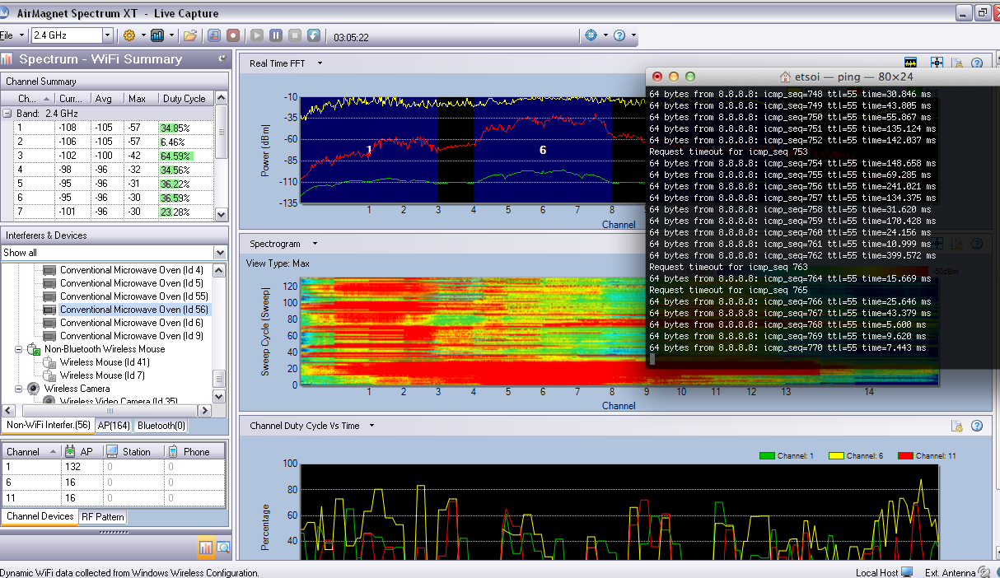 AirMagnet Spectrum XT - Live Capture
File 2.4 GHz 03:05:22
Spectrum - WiFi Summary
Channel Summary
Ch... Curr... Avg Max Duty Cycle
Band: 2.4 GHz
1 -108 -105 -57 34.85%
2 -106 -105 -57 6.46%
3 -102 -100 -42 64.59%
4 -98 -96 -32 34.56%
5 -95 -96 -31 36.22%
6 -95 -96 -30 36.59%
7 -101 -96 -30 23.28%
Interferers & Devices
Show all
Conventional Microwave Oven (Id 4)
Conventional Microwave Oven (Id 5)
Conventional Microwave Oven (Id 55)
Conventional Microwave Oven (Id 56)
Conventional Microwave Oven (Id 6)
Conventional Microwave Oven (Id 9)
Non-Bluetooth Wireless Mouse
Wireless Mouse (Id 41)
Wireless Mouse (Id 7)
Wireless Camera
Wireless Video Camera (Id 35)
Non-WiFi Interfer.(56) AP(164) Bluetooth(0)
Channel AP Station Phone
1 132 0 0
6 16 0 0
11 16 0 0
Channel Devices RF Pattern
Real Time FFT
Power (dBm)
-10
-35
-60
-85
-110
-135
1 6
1 2 3 4 5 6 7 8
Channel
Spectrogram
View Type: Max
-50dBm
Sweep Cycle (Sweep)
120
100
80
60
40
20
0
1 2 3 4 5 6 7 8 9 10 11 12 13 14
Channel
Channel Duty Cycle Vs Time
Channel: 1 Channel: 6 Channel: 11
Percentage
100
80
60
40
etsoi — ping — 80×24
64 bytes from 8.8.8.8: icmp_seq=748 ttl=55 time=30.846 ms
64 bytes from 8.8.8.8: icmp_seq=749 ttl=55 time=43.805 ms
64 bytes from 8.8.8.8: icmp_seq=750 ttl=55 time=55.867 ms
64 bytes from 8.8.8.8: icmp_seq=751 ttl=55 time=135.124 ms
64 bytes from 8.8.8.8: icmp_seq=752 ttl=55 time=142.037 ms
Request timeout for icmp_seq 753
64 bytes from 8.8.8.8: icmp_seq=754 ttl=55 time=148.658 ms
64 bytes from 8.8.8.8: icmp_seq=755 ttl=55 time=69.285 ms
64 bytes from 8.8.8.8: icmp_seq=756 ttl=55 time=241.021 ms
64 bytes from 8.8.8.8: icmp_seq=757 ttl=55 time=134.375 ms
64 bytes from 8.8.8.8: icmp_seq=758 ttl=55 time=31.620 ms
64 bytes from 8.8.8.8: icmp_seq=759 ttl=55 time=170.428 ms
64 bytes from 8.8.8.8: icmp_seq=760 ttl=55 time=24.156 ms
64 bytes from 8.8.8.8: icmp_seq=761 ttl=55 time=10.999 ms
64 bytes from 8.8.8.8: icmp_seq=762 ttl=55 time=399.572 ms
Request timeout for icmp_seq 763
64 bytes from 8.8.8.8: icmp_seq=764 ttl=55 time=15.669 ms
Request timeout for icmp_seq 765
64 bytes from 8.8.8.8: icmp_seq=766 ttl=55 time=25.646 ms
64 bytes from 8.8.8.8: icmp_seq=767 ttl=55 time=43.379 ms
64 bytes from 8.8.8.8: icmp_seq=768 ttl=55 time=5.600 ms
64 bytes from 8.8.8.8: icmp_seq=769 ttl=55 time=9.620 ms
64 bytes from 8.8.8.8: icmp_seq=770 ttl=55 time=7.443 ms
Dynamic WiFi data collected from Windows Wireless Configuration.
Local Host Ext. Antenna